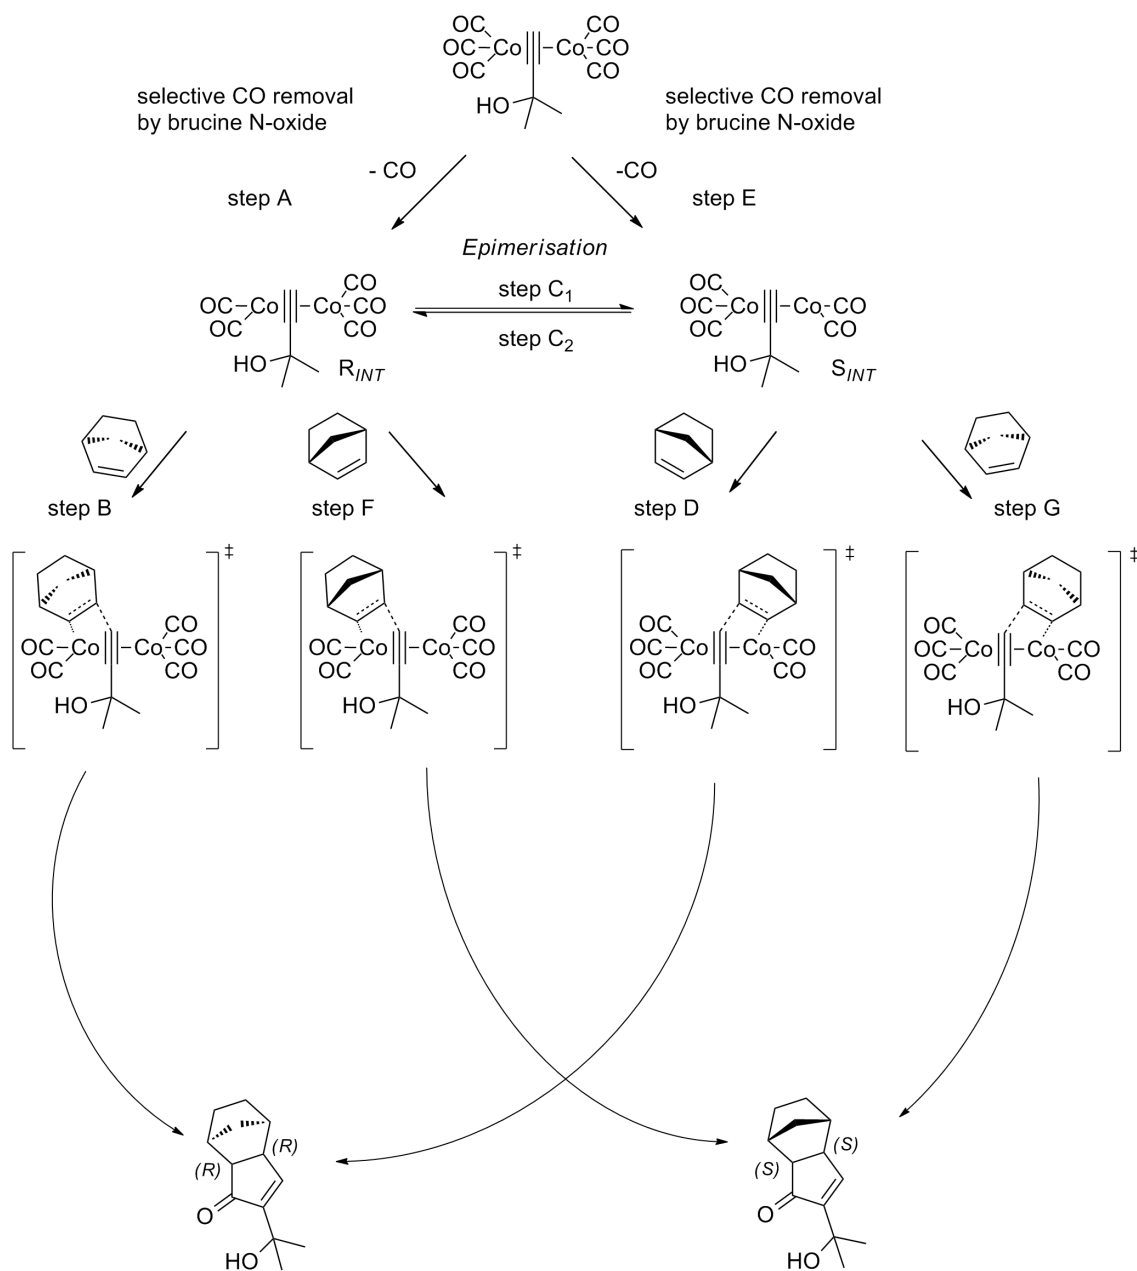 OC CO
OC Co Co CO
OC CO
HO
selective CO removal
by brucine N-oxide
selective CO removal
by brucine N-oxide
- CO
-CO
step A
step E
Epimerisation
step C1
step C2
CO
OC Co Co CO
OC CO
HO
RINT
OC
OC Co Co CO
OC CO
HO
SINT
step B
step F
step D
step G
‡
‡
‡
‡
CO
OC Co Co CO
OC CO
HO
CO
OC Co Co CO
OC CO
HO
OC
OC Co Co CO
OC CO
HO
OC
OC Co Co CO
OC CO
HO
(R)
(R)
O
HO
(S)
(S)
O
HO